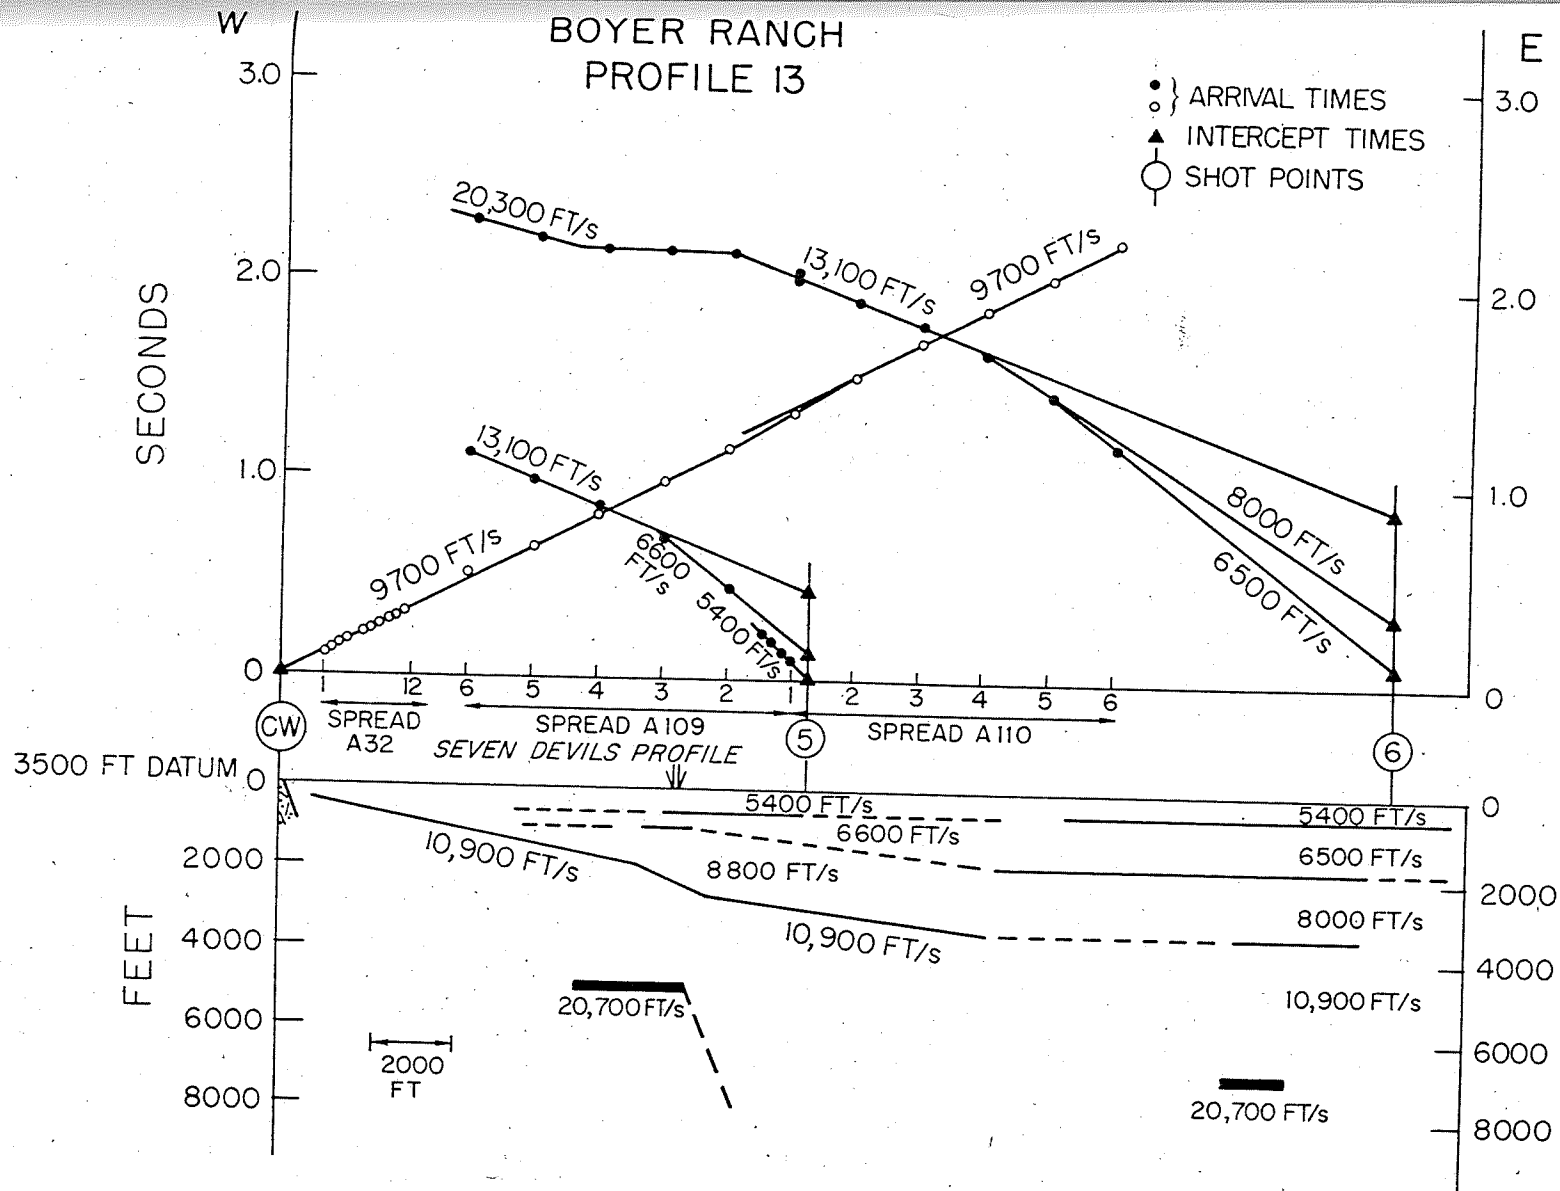 W
BOYER RANCH
PROFILE 13
E
3.0
3.0
ARRIVAL TIMES
INTERCEPT TIMES
SHOT POINTS
20,300 FT/s
13,100 FT/s
9700 FT/s
2.0
2.0
SECONDS
13,100 FT/s
1.0
1.0
8000 FT/s
6500 FT/s
9700 FT/s
6600
FT/s
5400 FT/s
0
0
1 12 6 5 4 3 2 1 2 3 4 5 6
CW
SPREAD
A32
SPREAD A109
5
SPREAD A110
6
SEVEN DEVILS PROFILE
3500 FT DATUM 0
0
5400 FT/s
5400 FT/s
6600 FT/s
10,900 FT/s
8800 FT/s
6500 FT/s
2000
2000
8000 FT/s
FEET
4000
10,900 FT/s
4000
20,700 FT/s
10,900 FT/s
6000
6000
2000
FT
8000
20,700 FT/s
8000